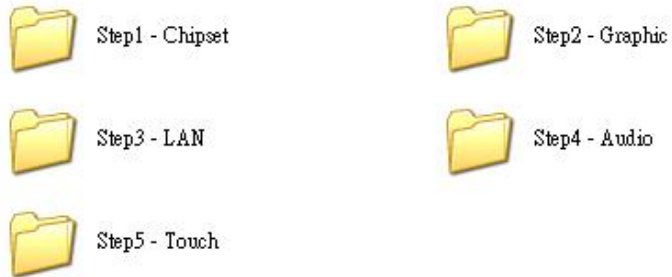 Step1 - Chipset
Step2 - Graphic
Step3 - LAN
Step4 - Audio
Step5 - Touch